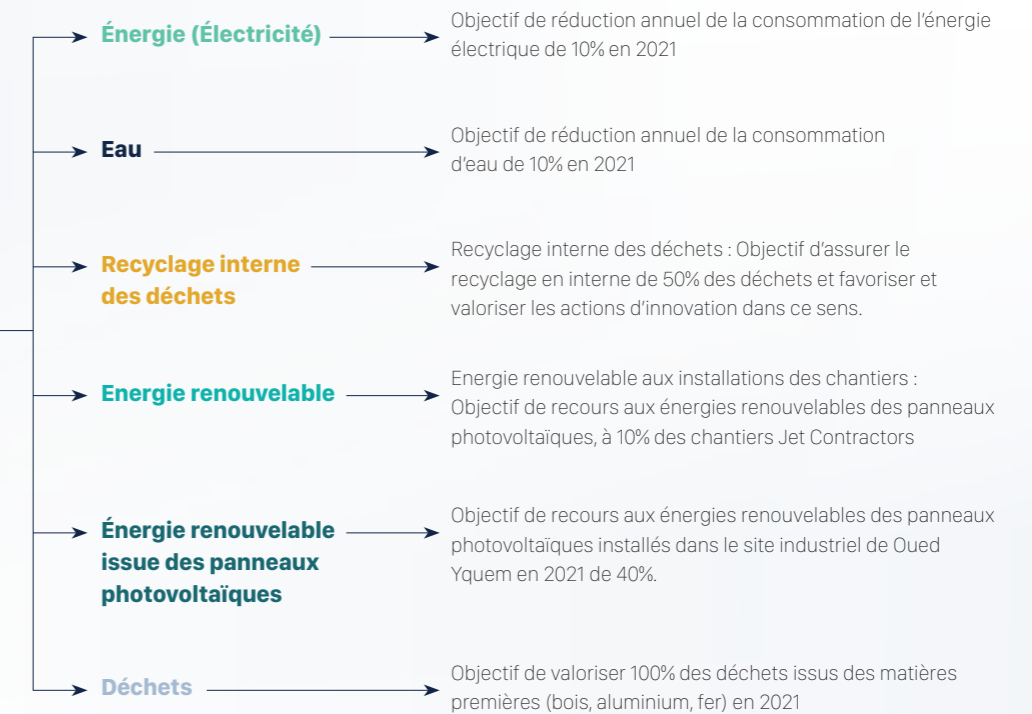 Énergie (Électricité)
Objectif de réduction annuel de la consommation de l'énergie
électrique de 10% en 2021
Eau
Objectif de réduction annuel de la consommation
d'eau de 10% en 2021
Recyclage interne
des déchets
Recyclage interne des déchets : Objectif d'assurer le
recyclage en interne de 50% des déchets et favoriser et
valoriser les actions d'innovation dans ce sens.
Energie renouvelable
Energie renouvelable aux installations des chantiers :
Objectif de recours aux énergies renouvelables des panneaux
photovoltaïques, à 10% des chantiers Jet Contractors
Énergie renouvelable
issue des panneaux
photovoltaïques
Objectif de recours aux énergies renouvelables des panneaux
photovoltaïques installés dans le site industriel de Oued
Yquem en 2021 de 40%.
Déchets
Objectif de valoriser 100% des déchets issus des matières
premières (bois, aluminium, fer) en 2021